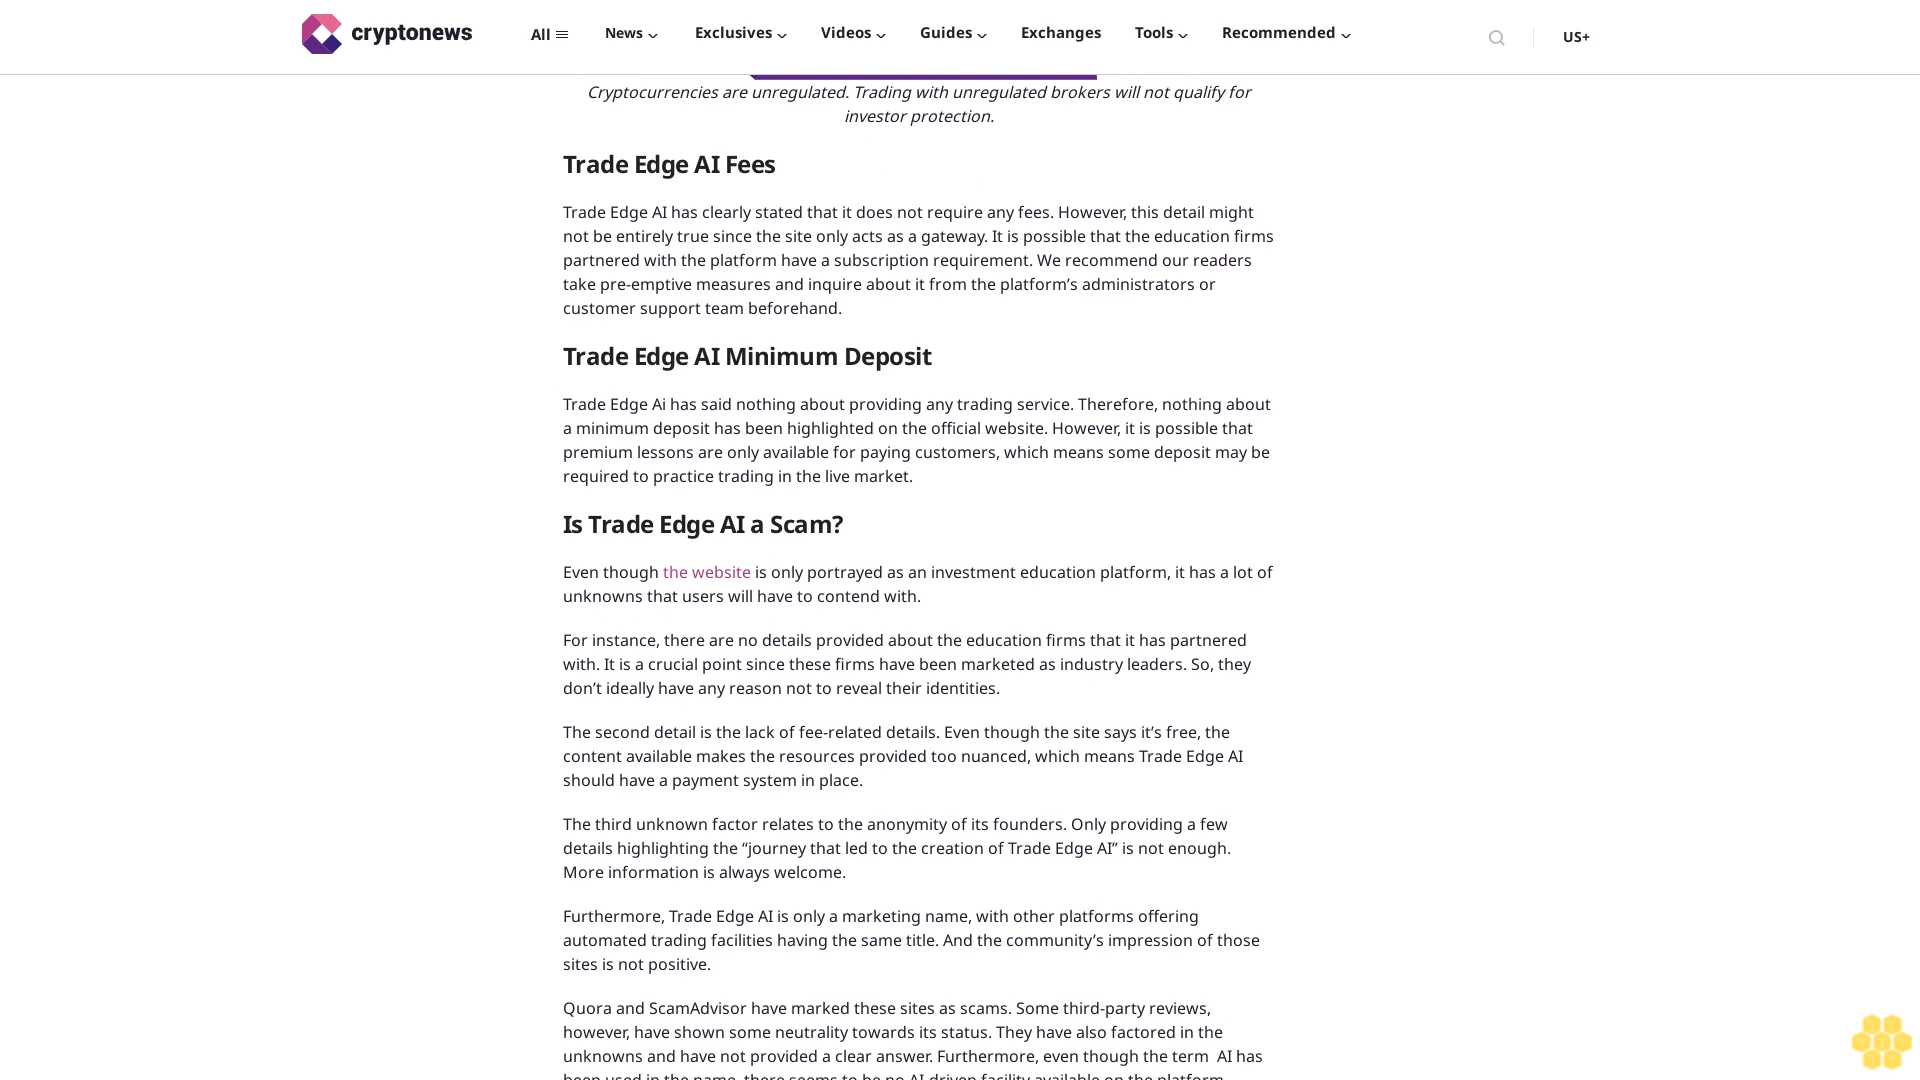 cryptonews
All
News
Exclusives
Videos
Guides
Exchanges
Tools
Recommended
US+
Cryptocurrencies are unregulated. Trading with unregulated brokers will not qualify for
investor protection.
Trade Edge AI Fees
Trade Edge AI has clearly stated that it does not require any fees. However, this detail might
not be entirely true since the site only acts as a gateway. It is possible that the education firms
partnered with the platform have a subscription requirement. We recommend our readers
take pre-emptive measures and inquire about it from the platform’s administrators or
customer support team beforehand.
Trade Edge AI Minimum Deposit
Trade Edge Ai has said nothing about providing any trading service. Therefore, nothing about
a minimum deposit has been highlighted on the official website. However, it is possible that
premium lessons are only available for paying customers, which means some deposit may be
required to practice trading in the live market.
Is Trade Edge AI a Scam?
Even though the website is only portrayed as an investment education platform, it has a lot of
unknowns that users will have to contend with.
For instance, there are no details provided about the education firms that it has partnered
with. It is a crucial point since these firms have been marketed as industry leaders. So, they
don’t ideally have any reason not to reveal their identities.
The second detail is the lack of fee-related details. Even though the site says it’s free, the
content available makes the resources provided too nuanced, which means Trade Edge AI
should have a payment system in place.
The third unknown factor relates to the anonymity of its founders. Only providing a few
details highlighting the “journey that led to the creation of Trade Edge AI” is not enough.
More information is always welcome.
Furthermore, Trade Edge AI is only a marketing name, with other platforms offering
automated trading facilities having the same title. And the community’s impression of those
sites is not positive.
Quora and ScamAdvisor have marked these sites as scams. Some third-party reviews,
however, have shown some neutrality towards its status. They have also factored in the
unknowns and have not provided a clear answer. Furthermore, even though the term  AI has
been used in the name, there seems to be no AI-driven facility available on the platform.